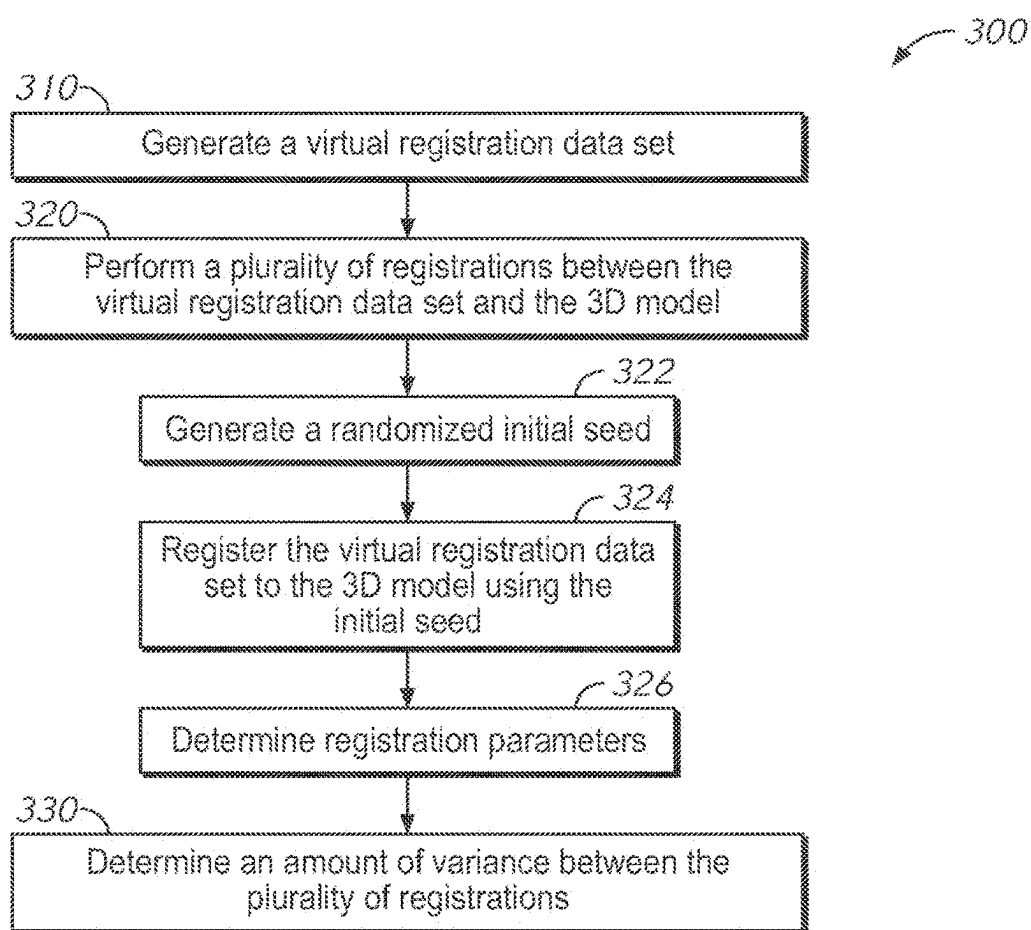 300
310
Generate a virtual registration data set
320
Perform a plurality of registrations between the
virtual registration data set and the 3D model
322
Generate a randomized initial seed
324
Register the virtual registration data
set to the 3D model using the
initial seed
326
Determine registration parameters
330
Determine an amount of variance between the
plurality of registrations